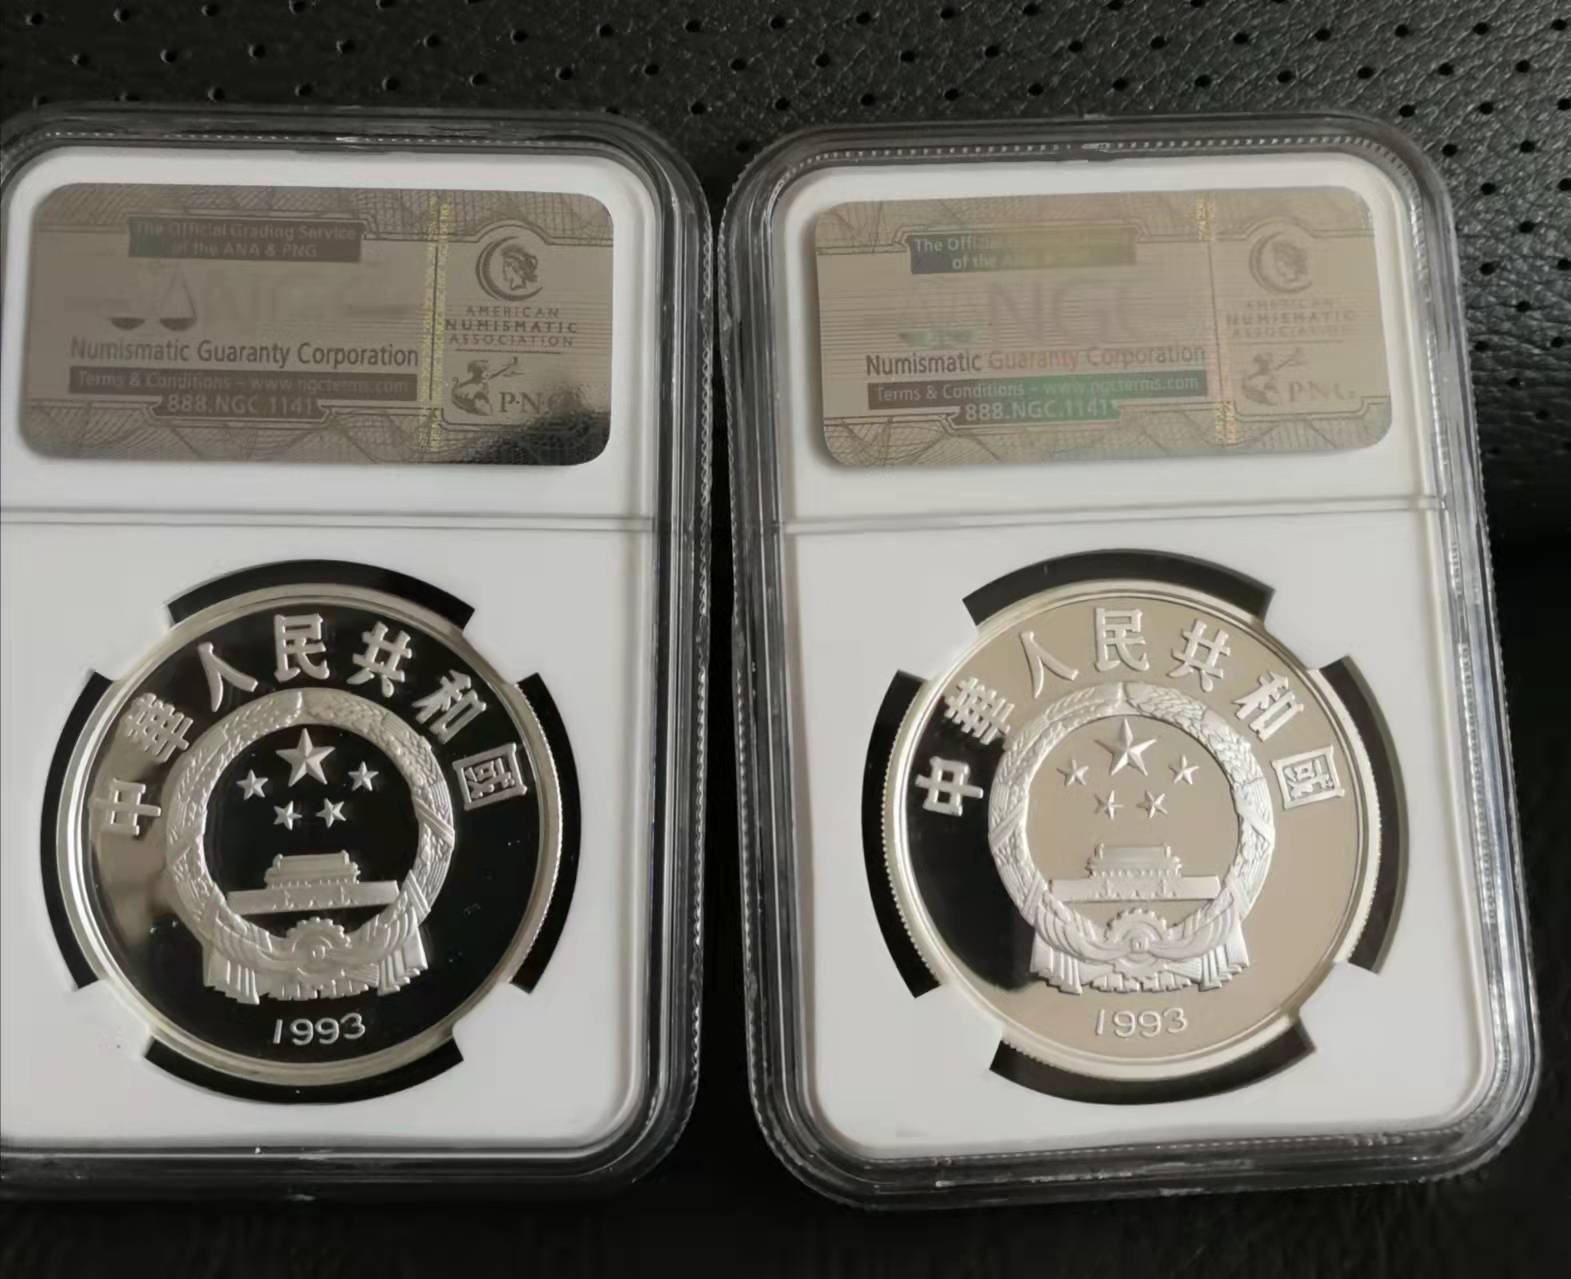 The Official Grading Service
of the ANA & PNG
NGC
AMERICAN
NUMISMATIC
ASSOCIATION
Numismatic Guaranty Corporation
Terms & Conditions - www.ngcterms.com
888.NGC.1141
PNG
中華人民共和國
1993
The Official
of the ANA
NGC
AMERICAN
NUMISMATIC
ASSOCIATION
Numismatic Guaranty Corporation
Terms & Conditions - www.ngcterms.com
888.NGC.1141
PNG
中華人民共和國
1993